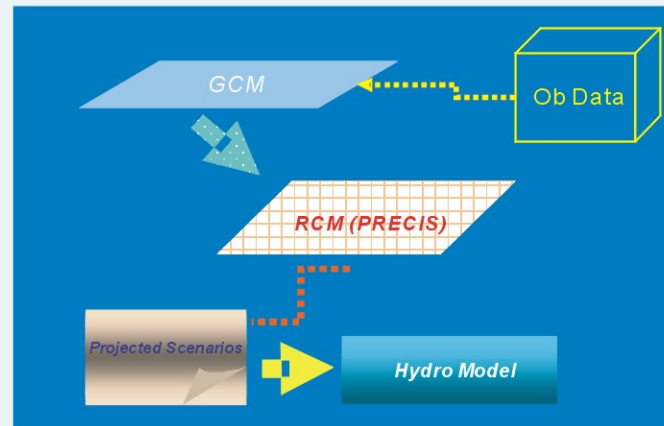 GCM
Ob Data
RCM (PRECIS)
Projected Scenarios
Hydro Model